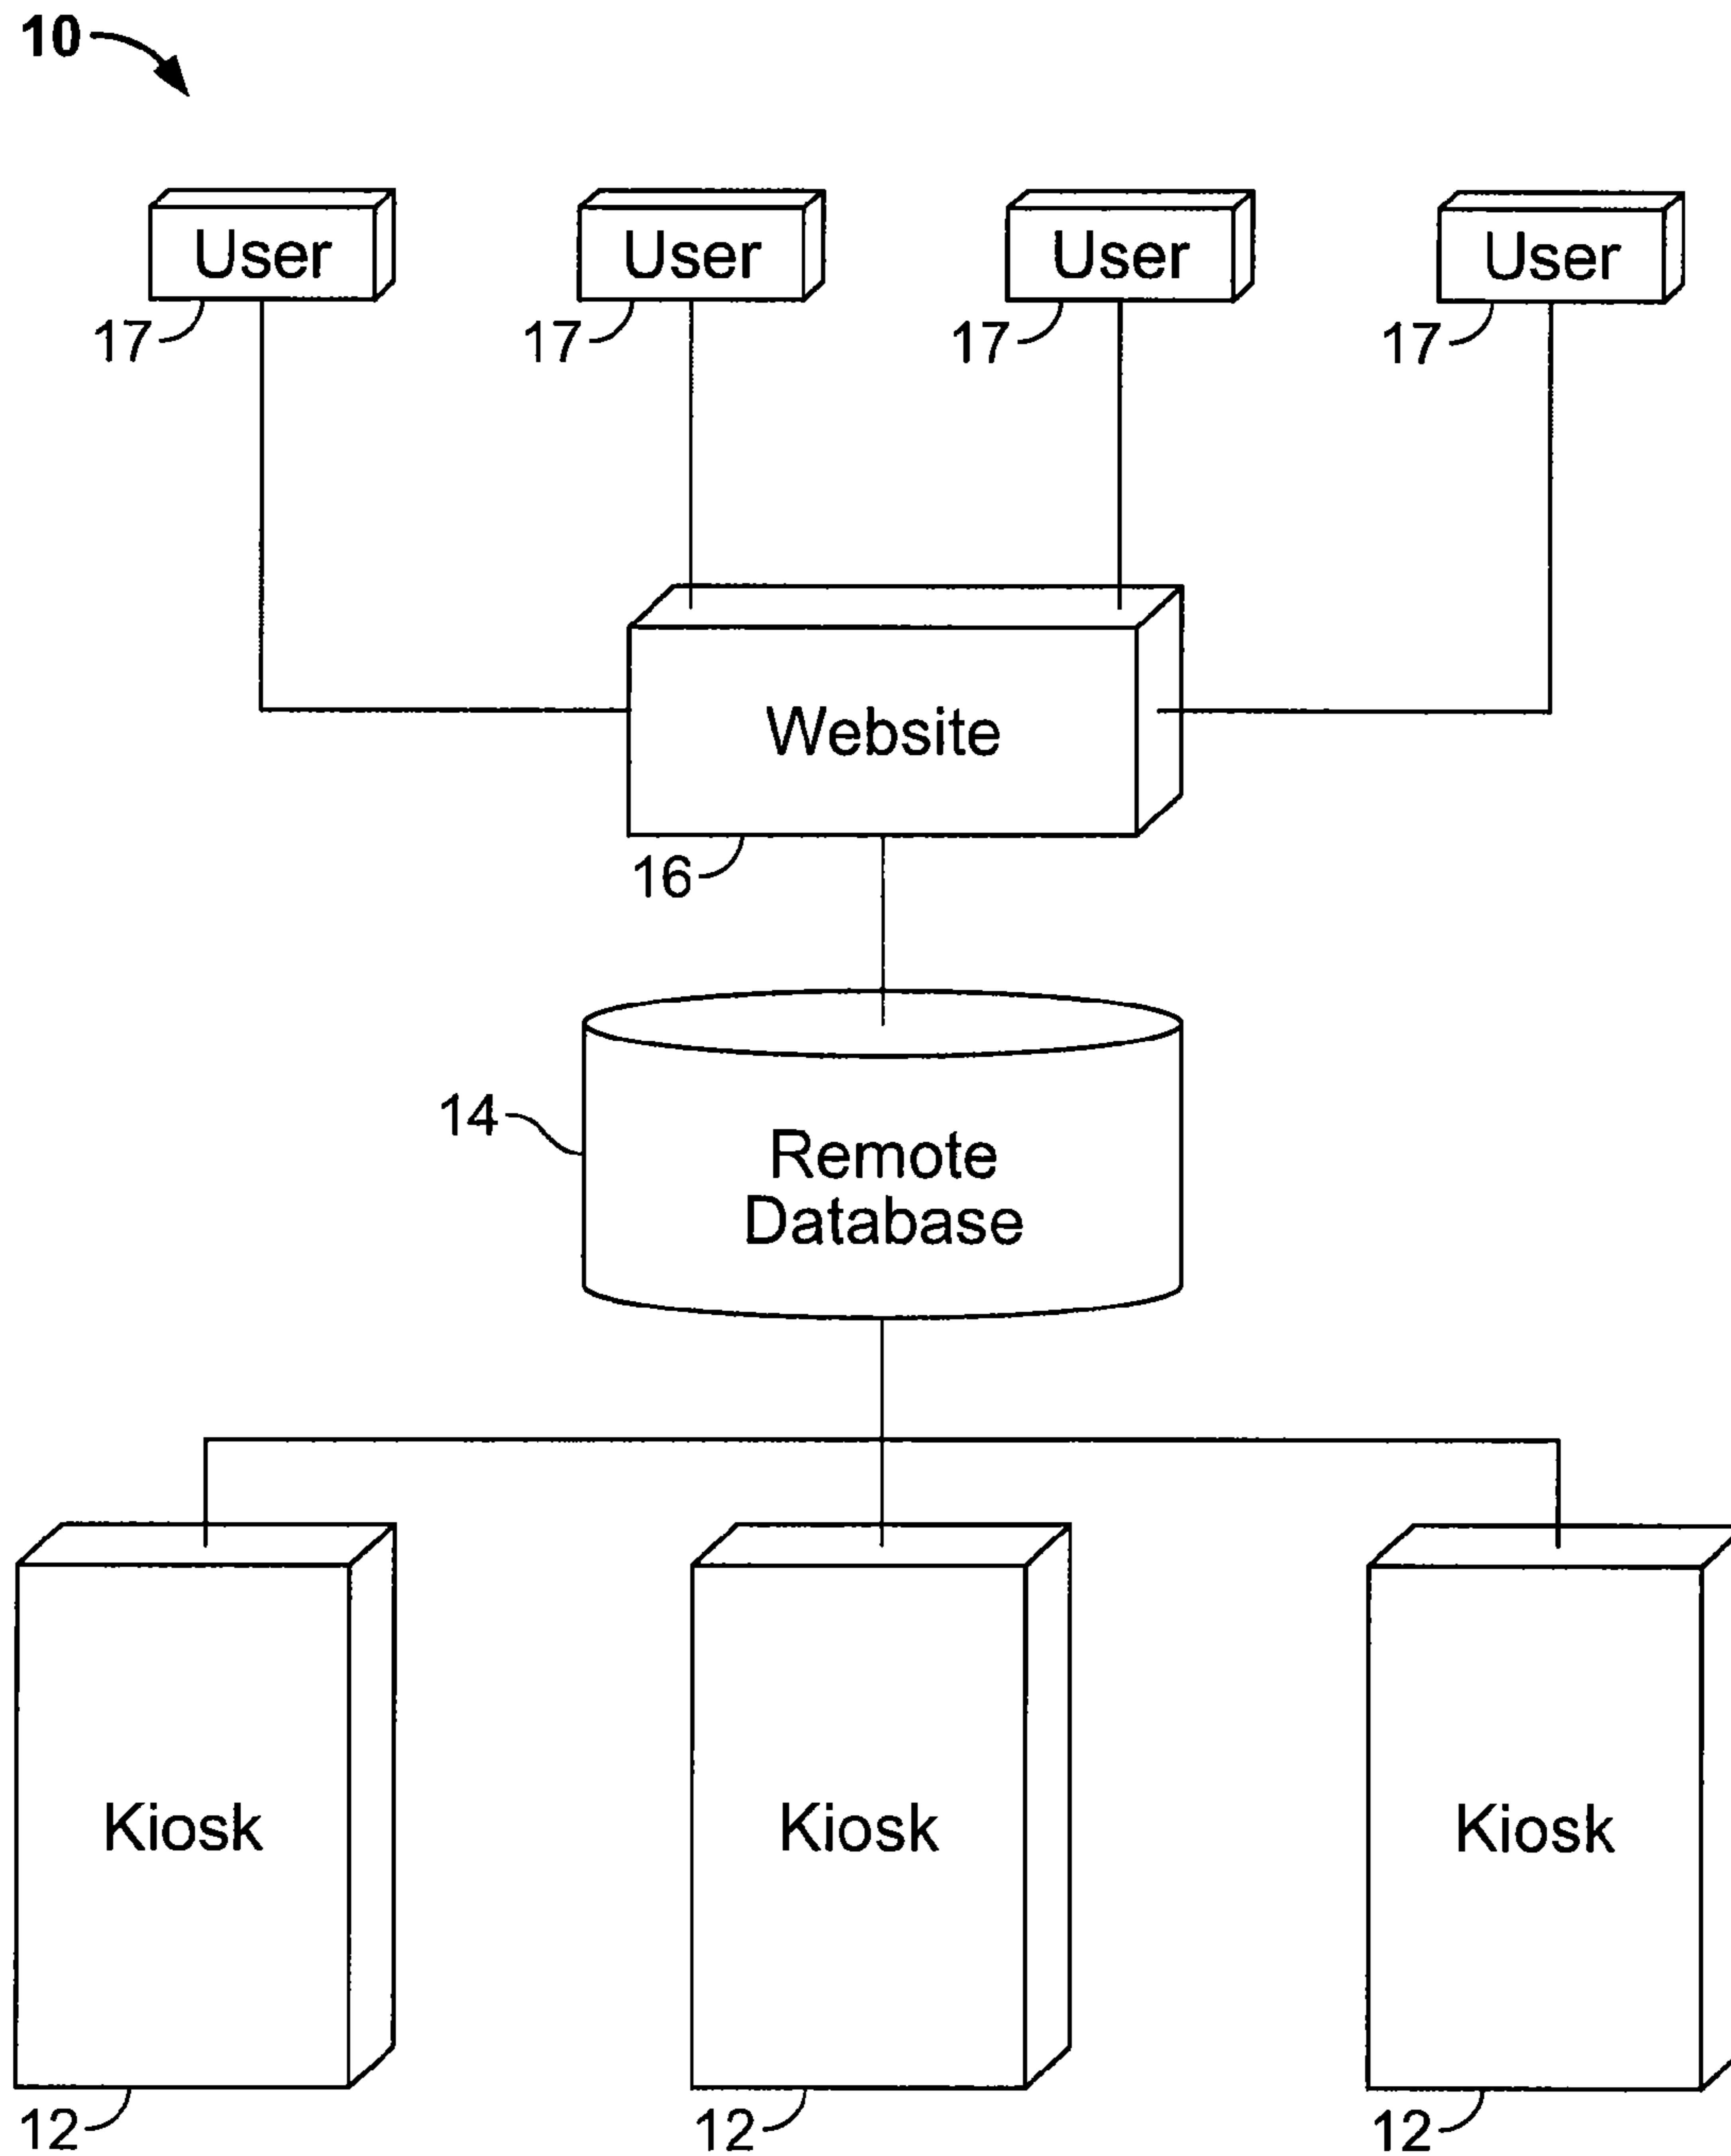 10
User
User
User
User
17
17
17
17
Website
16
14
Remote
Database
Kiosk
Kiosk
Kiosk
12
12
12